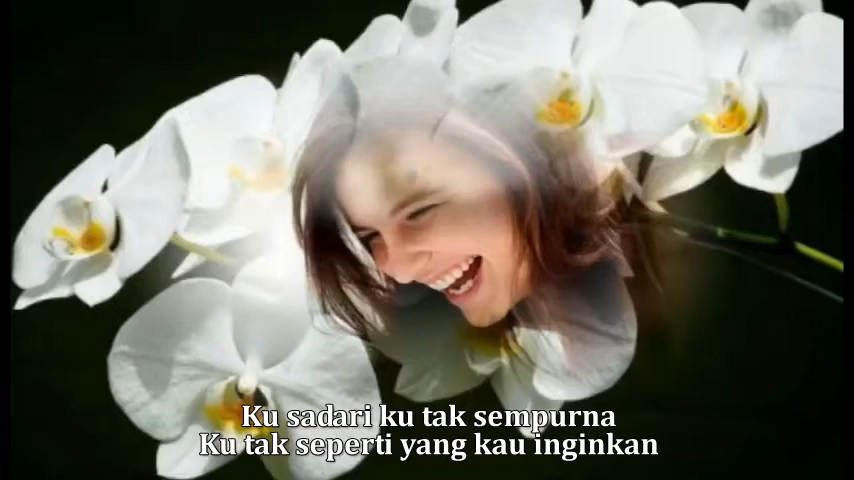 Ku sadari ku tak sempurna
Ku tak seperti yang kau inginkan